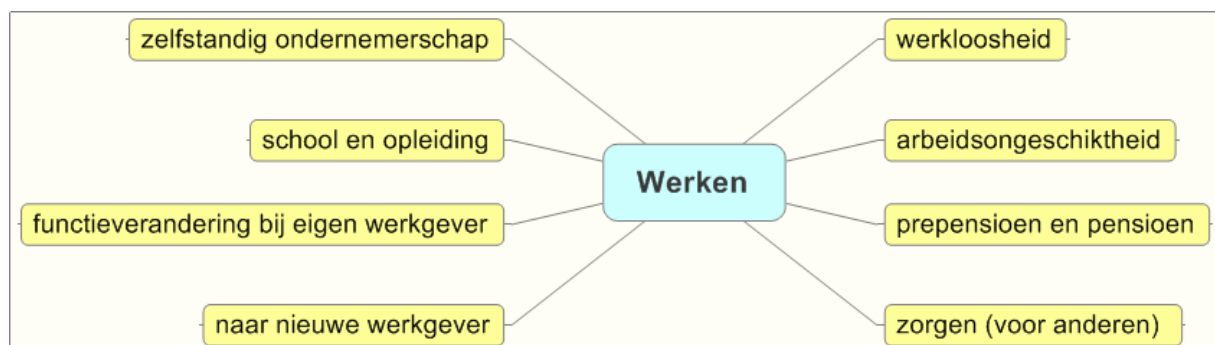 zelfstandig ondernemerschap
school en opleiding
functieverandering bij eigen werkgever
naar nieuwe werkgever
Werken
werkloosheid
arbeidsongeschiktheid
prepensioen en pensioen
zorgen (voor anderen)